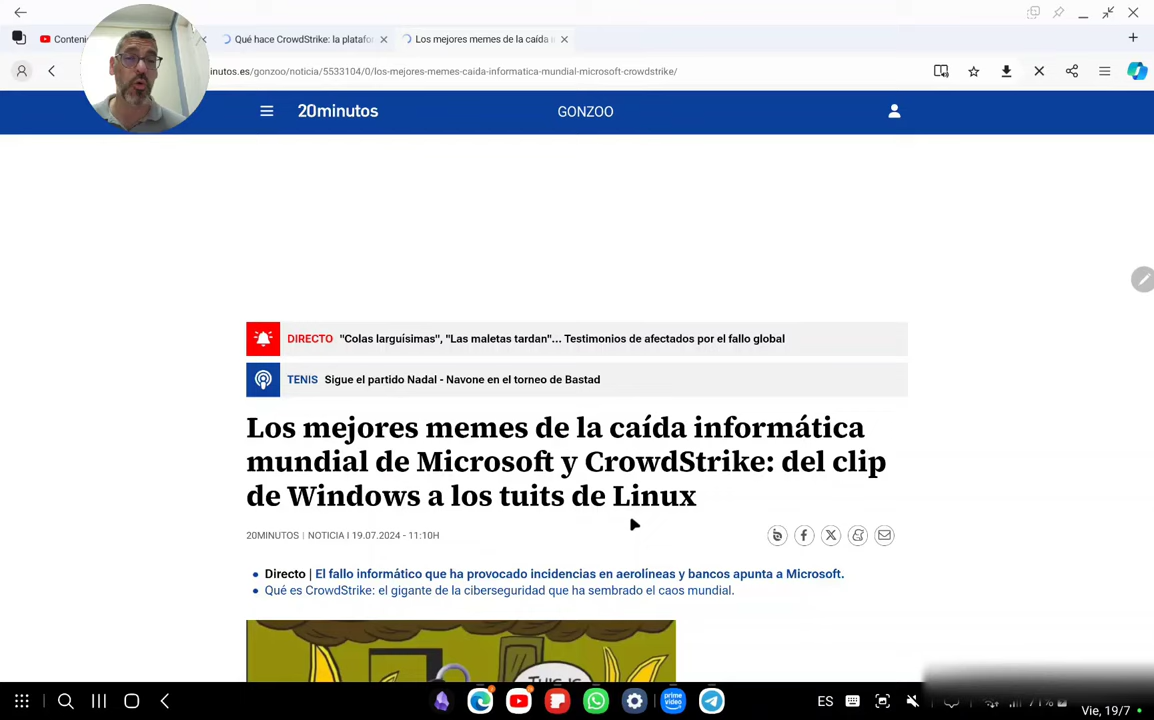 Conteni
Qué hace CrowdStrike: la platafor
Los mejores memes de la caída i
inutos.es/gonzoo/noticia/5533104/0/los-mejores-memes-caida-informatica-mundial-microsoft-crowdstrike/
20minutos
GONZOO
DIRECTO "Colas larguísimas", "Las maletas tardan"... Testimonios de afectados por el fallo global
TENIS Sigue el partido Nadal - Navone en el torneo de Bastad
Los mejores memes de la caída informática
mundial de Microsoft y CrowdStrike: del clip
de Windows a los tuits de Linux
20MINUTOS | NOTICIA I 19.07.2024 - 11:10H
Directo | El fallo informático que ha provocado incidencias en aerolíneas y bancos apunta a Microsoft.
Qué es CrowdStrike: el gigante de la ciberseguridad que ha sembrado el caos mundial.
THIS IS
prime video
ES
Vie, 19/7